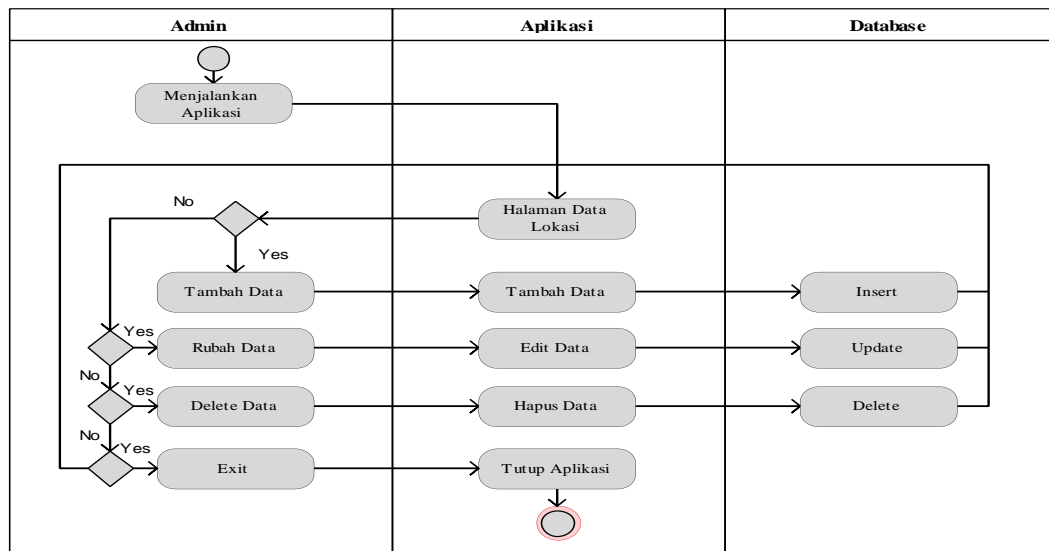 Admin
Aplikasi
Database
Menjalankan
Aplikasi
No
Halaman Data
Lokasi
Yes
Tambah Data
Tambah Data
Insert
Yes
Rubah Data
Edit Data
Update
No
Yes
Delete Data
Hapus Data
Delete
No
Yes
Exit
Tutup Aplikasi